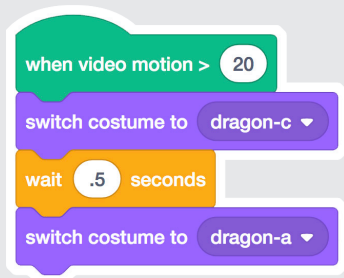 when video motion > 20
switch costume to dragon-c
wait .5 seconds
switch costume to dragon-a